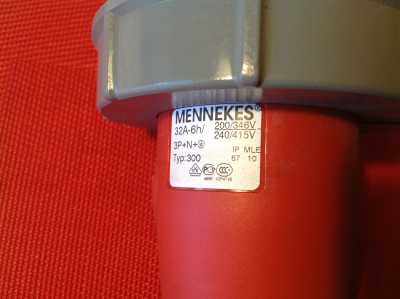 MENNEKES®
32A-6h/ 200/346V
240/415V
3P+N+⏚
IP MLE
Typ:300 67 10